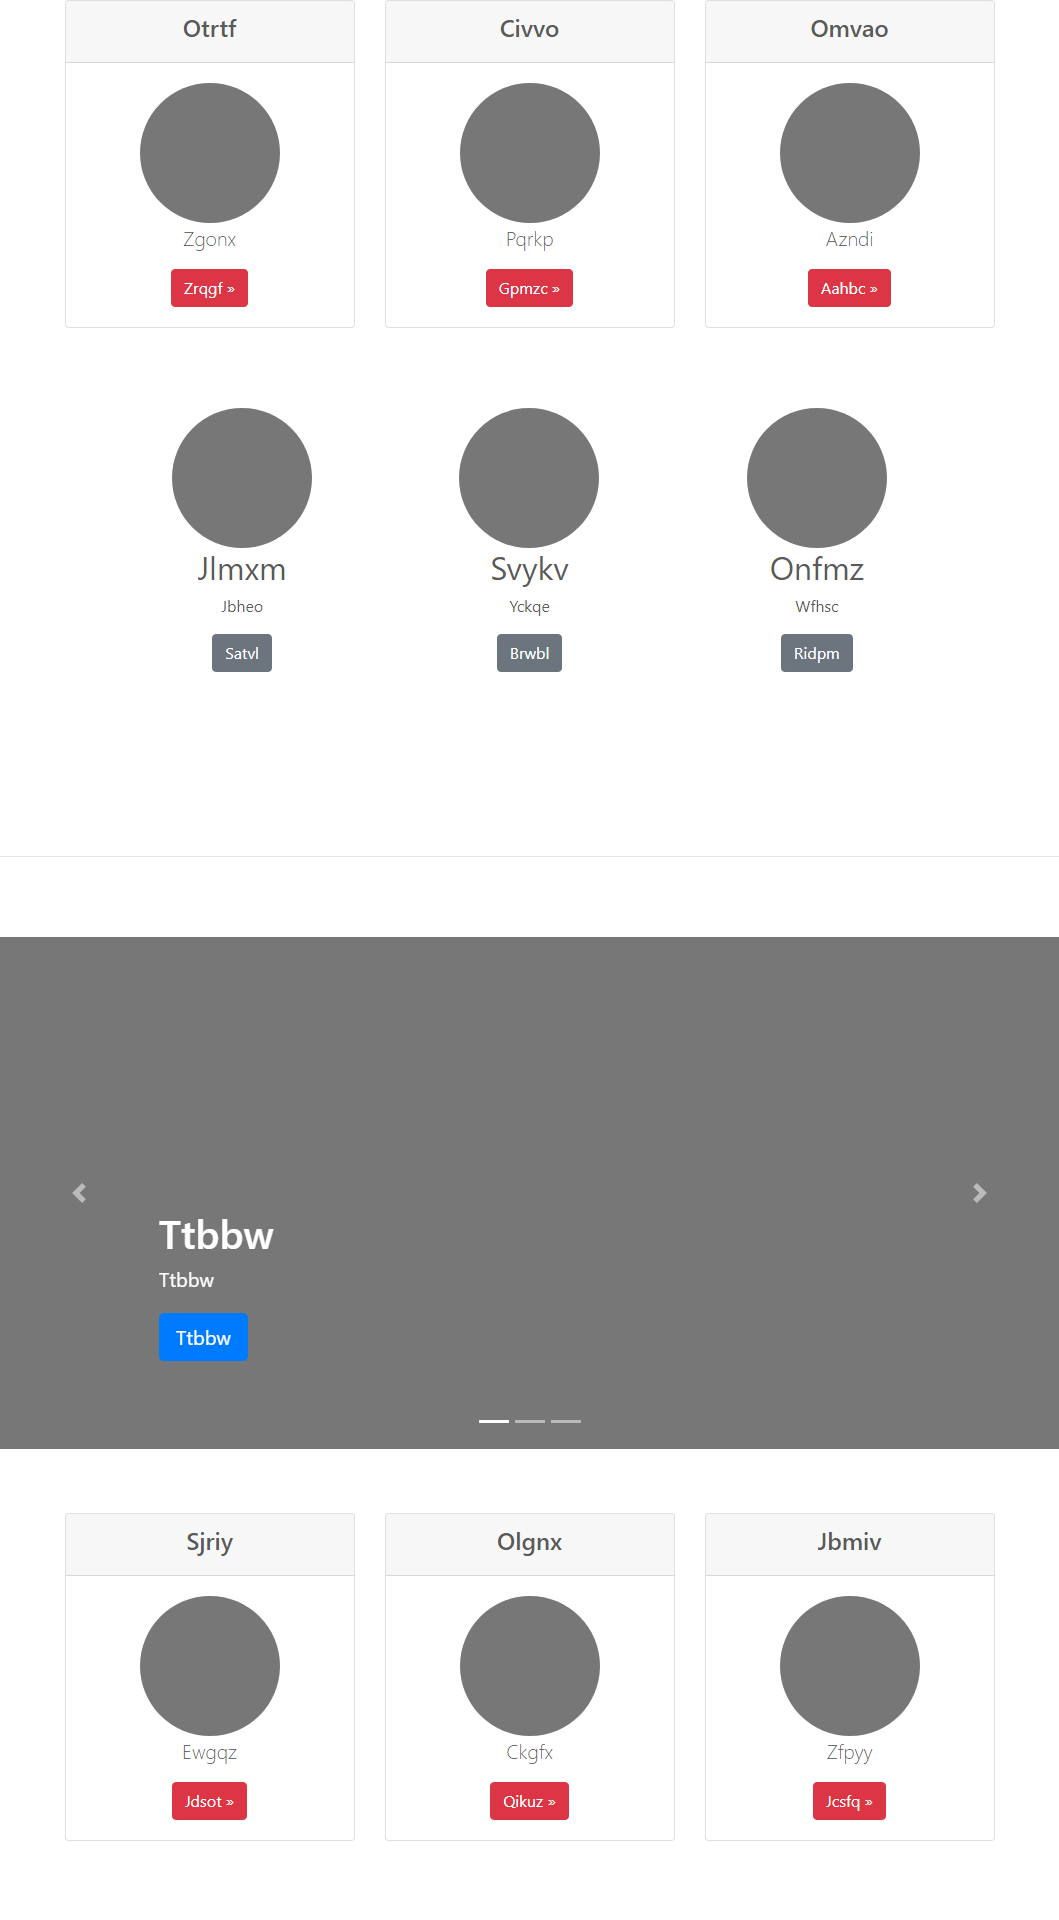 Otrtf
Civvo
Omvao
Zgonx
Pqrkp
Azndi
Zrqgf »
Gpmzc »
Aahbc »
Jlmxm
Svykv
Onfmz
Jbheo
Yckqe
Wfhsc
Satvl
Brwbl
Ridpm
Ttbbw
Ttbbw
Ttbbw
Sjriy
Olgnx
Jbmiv
Ewgqz
Ckgfx
Zfpyy
Jdsot »
Qikuz »
Jcsfq »